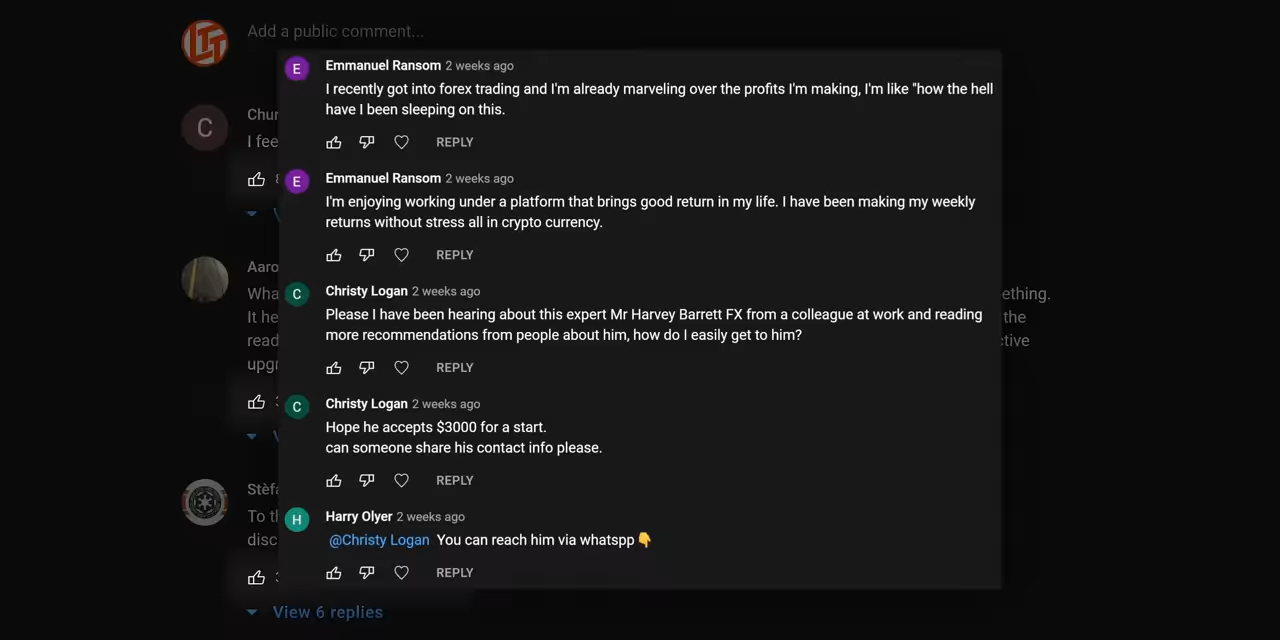 LTT
Add a public comment...
Emmanuel Ransom 2 weeks ago
I recently got into forex trading and I'm already marveling over the profits I'm making, I'm like "how the hell
have I been sleeping on this.
REPLY
C
Chur
I fee
E
Emmanuel Ransom 2 weeks ago
I'm enjoying working under a platform that brings good return in my life. I have been making my weekly
returns without stress all in crypto currency.
REPLY
E
Aaro
Wha
It he
read
upgr
ething.
the
ctive
C
Christy Logan 2 weeks ago
Please I have been hearing about this expert Mr Harvey Barrett FX from a colleague at work and reading
more recommendations from people about him, how do I easily get to him?
REPLY
C
Christy Logan 2 weeks ago
Hope he accepts $3000 for a start.
can someone share his contact info please.
REPLY
Stèfa
To th
disc
H
Harry Olyer 2 weeks ago
@Christy Logan You can reach him via whatspp👇
REPLY
View 6 replies